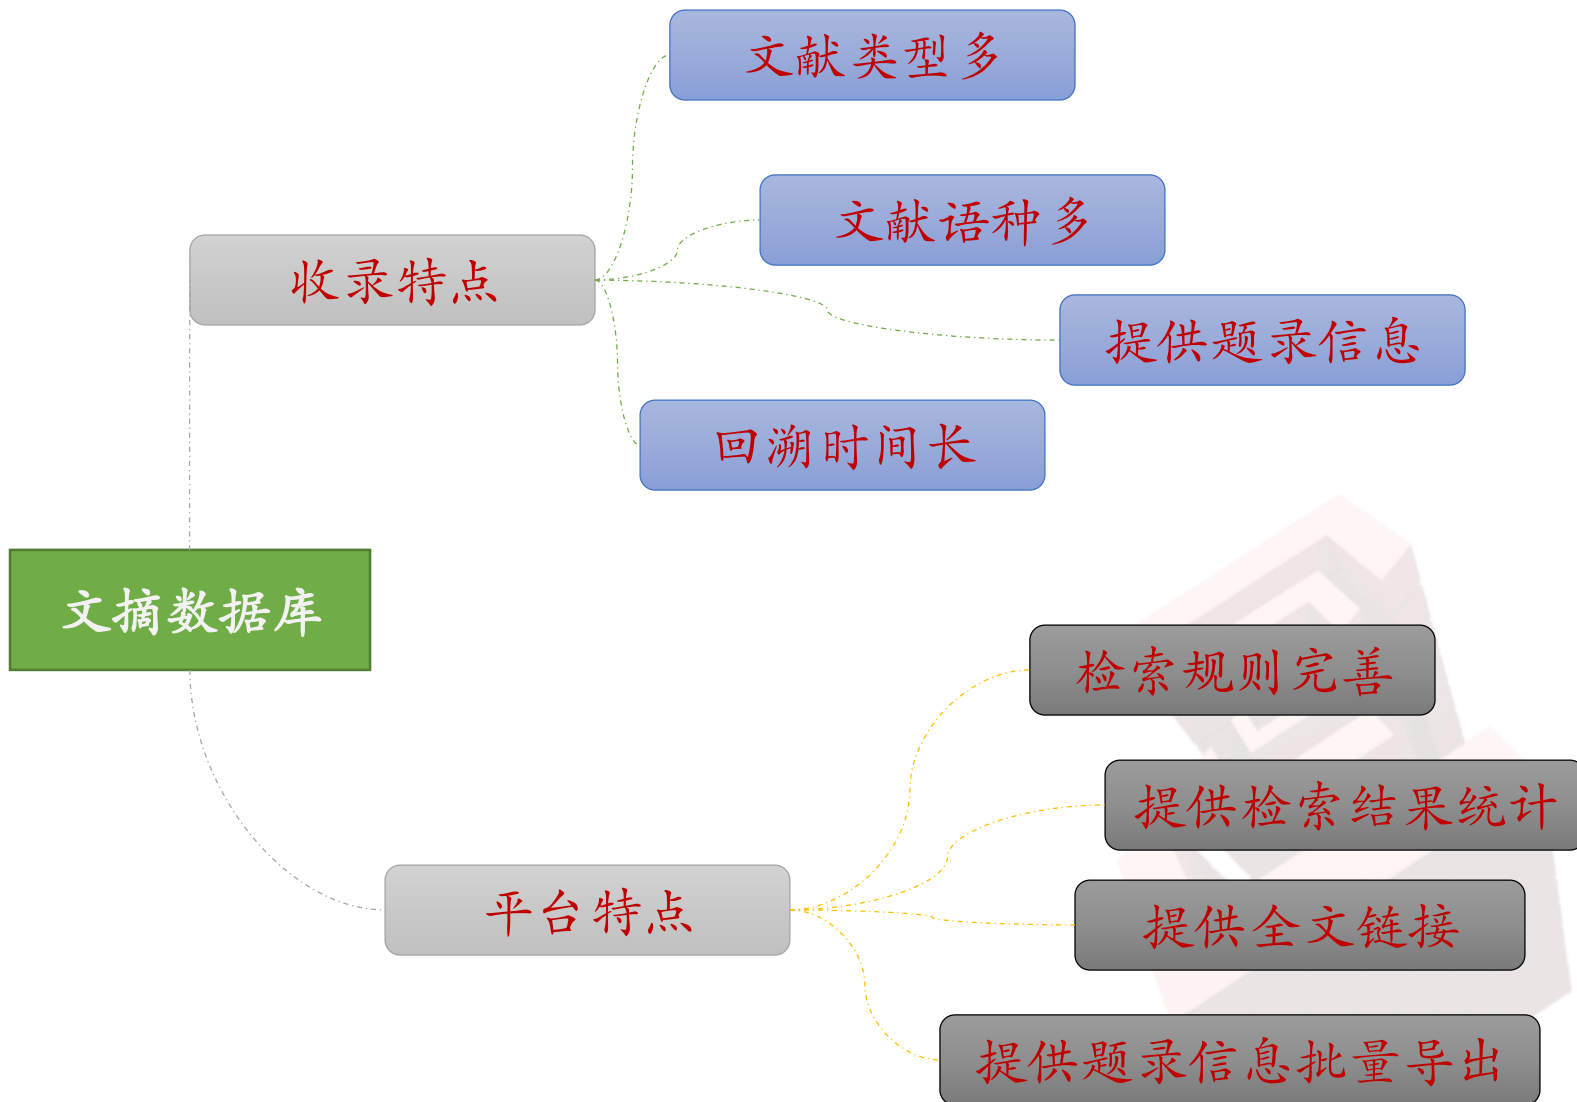 文献类型多
文献语种多
收录特点
提供题录信息
回溯时间长
文摘数据库
检索规则完善
提供检索结果统计
平台特点
提供全文链接
提供题录信息批量导出